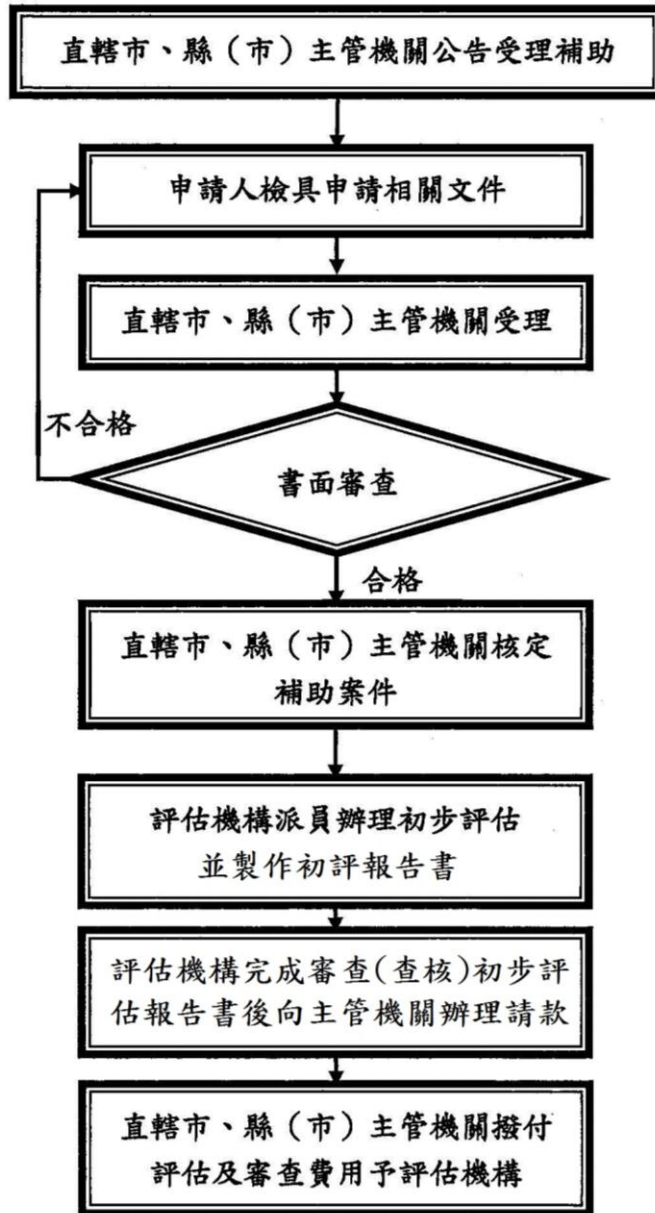 直轄市、縣（市）主管機關公告受理補助
申請人檢具申請相關文件
直轄市、縣（市）主管機關受理
不合格
書面審查
合格
直轄市、縣（市）主管機關核定
補助案件
評估機構派員辦理初步評估
並製作初評報告書
評估機構完成審查(查核)初步評
估報告書後向主管機關辦理請款
直轄市、縣（市）主管機關撥付
評估及審查費用予評估機構